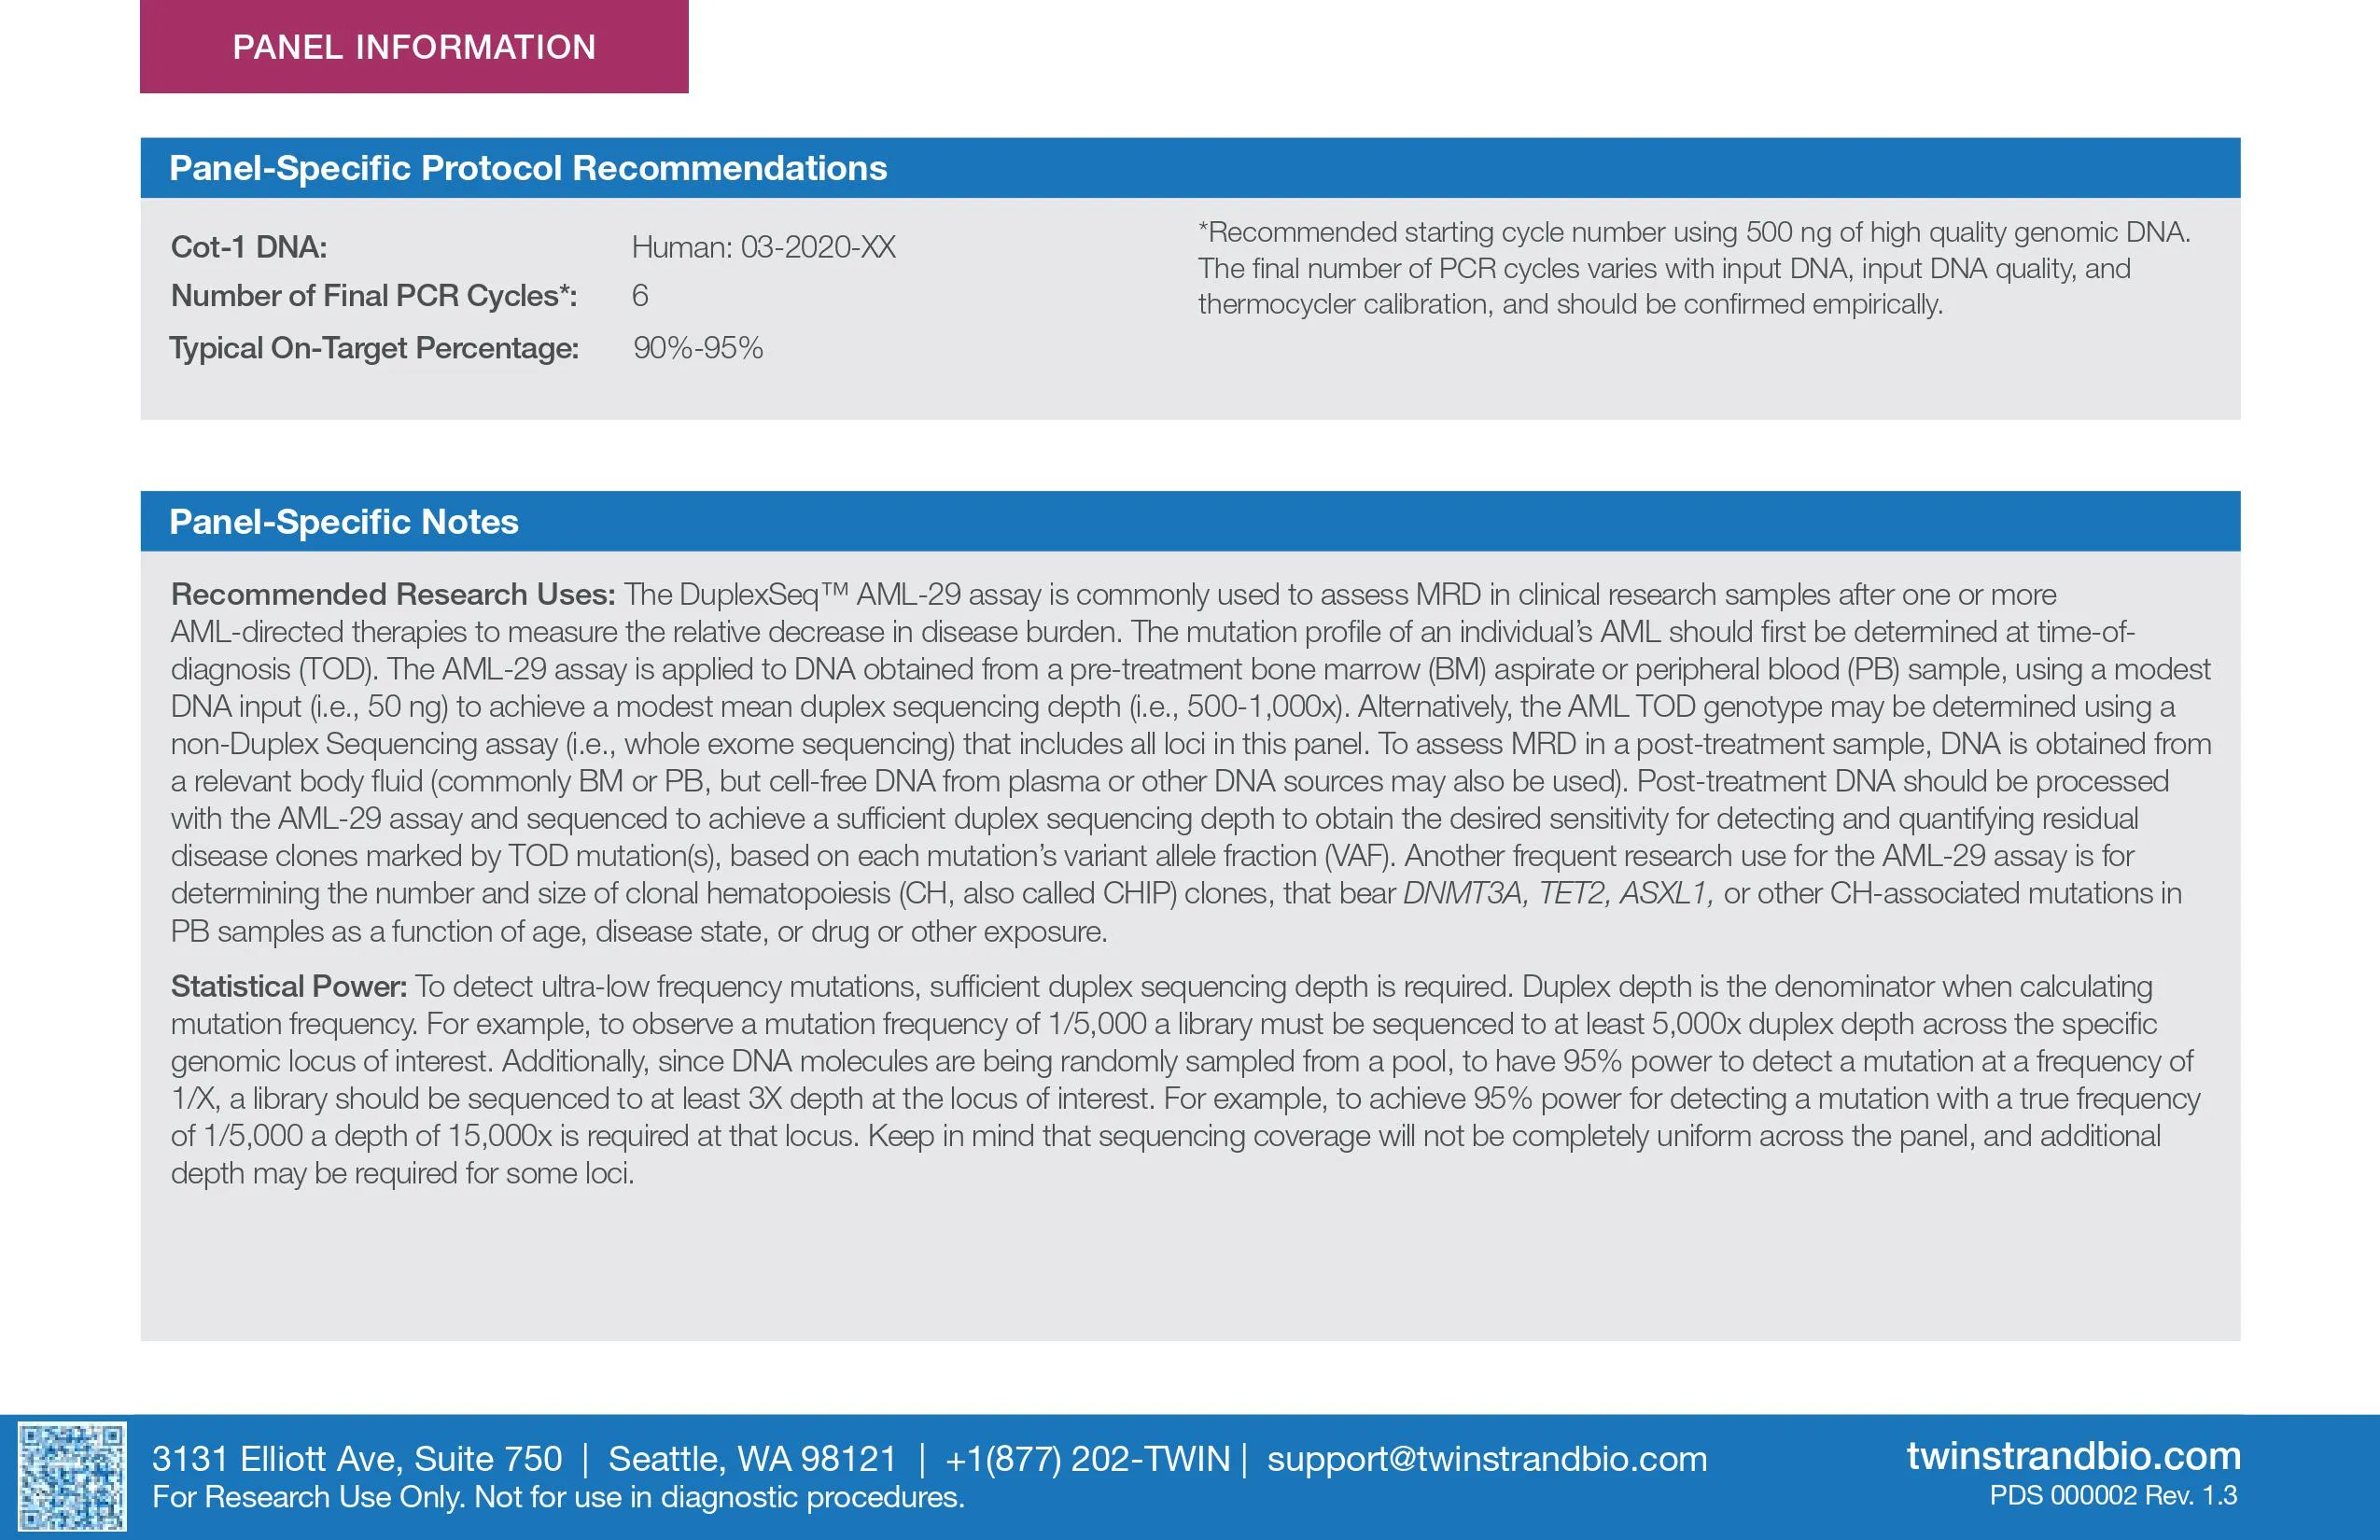 PANEL INFORMATION
Panel-Specific Protocol Recommendations
Cot-1 DNA: Human: 03-2020-XX
Number of Final PCR Cycles*: 6
Typical On-Target Percentage: 90%-95%
*Recommended starting cycle number using 500 ng of high quality genomic DNA.
The final number of PCR cycles varies with input DNA, input DNA quality, and
thermocycler calibration, and should be confirmed empirically.
Panel-Specific Notes
Recommended Research Uses: The DuplexSeq™ AML-29 assay is commonly used to assess MRD in clinical research samples after one or more
AML-directed therapies to measure the relative decrease in disease burden. The mutation profile of an individual’s AML should first be determined at time-of-
diagnosis (TOD). The AML-29 assay is applied to DNA obtained from a pre-treatment bone marrow (BM) aspirate or peripheral blood (PB) sample, using a modest
DNA input (i.e., 50 ng) to achieve a modest mean duplex sequencing depth (i.e., 500-1,000x). Alternatively, the AML TOD genotype may be determined using a
non-Duplex Sequencing assay (i.e., whole exome sequencing) that includes all loci in this panel. To assess MRD in a post-treatment sample, DNA is obtained from
a relevant body fluid (commonly BM or PB, but cell-free DNA from plasma or other DNA sources may also be used). Post-treatment DNA should be processed
with the AML-29 assay and sequenced to achieve a sufficient duplex sequencing depth to obtain the desired sensitivity for detecting and quantifying residual
disease clones marked by TOD mutation(s), based on each mutation’s variant allele fraction (VAF). Another frequent research use for the AML-29 assay is for
determining the number and size of clonal hematopoiesis (CH, also called CHIP) clones, that bear DNMT3A, TET2, ASXL1, or other CH-associated mutations in
PB samples as a function of age, disease state, or drug or other exposure.
Statistical Power: To detect ultra-low frequency mutations, sufficient duplex sequencing depth is required. Duplex depth is the denominator when calculating
mutation frequency. For example, to observe a mutation frequency of 1/5,000 a library must be sequenced to at least 5,000x duplex depth across the specific
genomic locus of interest. Additionally, since DNA molecules are being randomly sampled from a pool, to have 95% power to detect a mutation at a frequency of
1/X, a library should be sequenced to at least 3X depth at the locus of interest. For example, to achieve 95% power for detecting a mutation with a true frequency
of 1/5,000 a depth of 15,000x is required at that locus. Keep in mind that sequencing coverage will not be completely uniform across the panel, and additional
depth may be required for some loci.
3131 Elliott Ave, Suite 750 | Seattle, WA 98121 | +1(877) 202-TWIN | support@twinstrandbio.com
For Research Use Only. Not for use in diagnostic procedures.
twinstrandbio.com
PDS 000002 Rev. 1.3